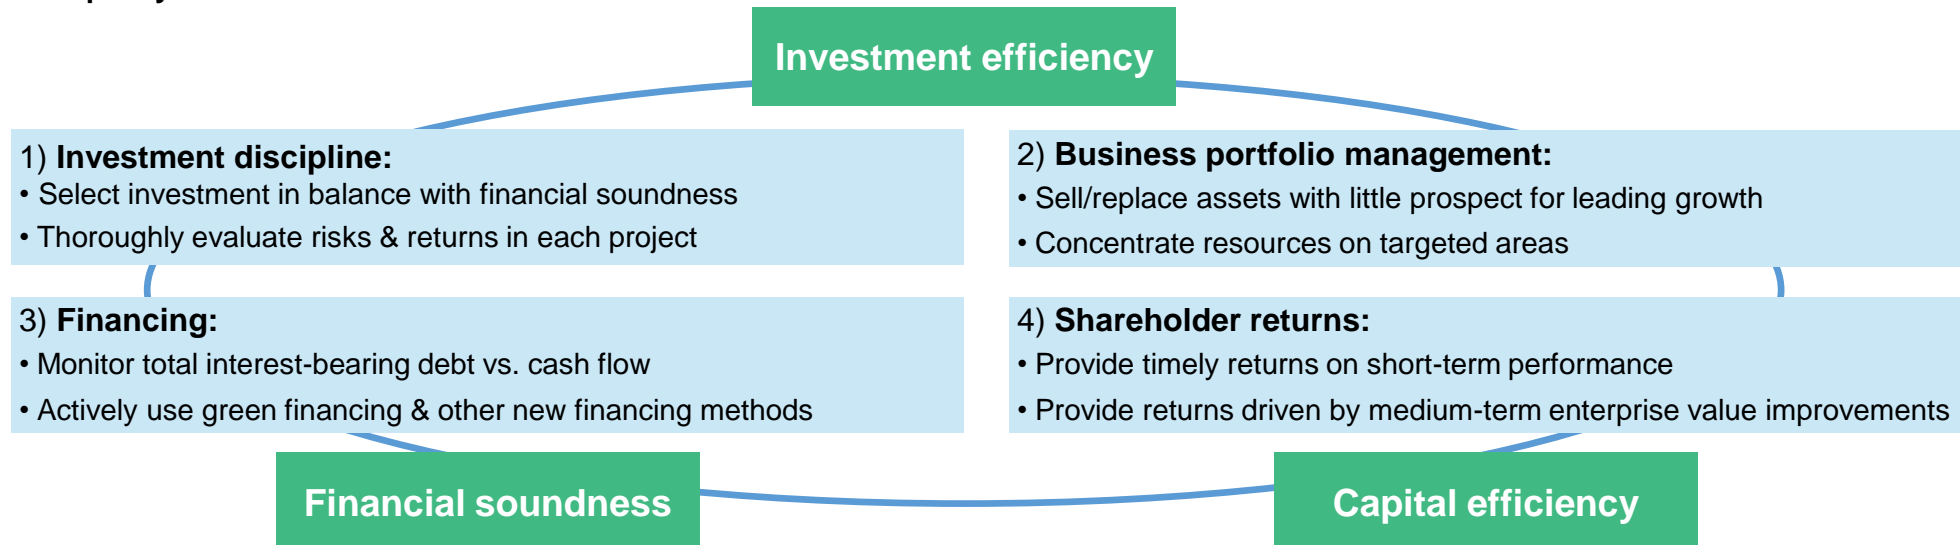 Investment efficiency
1) Investment discipline:
• Select investment in balance with financial soundness
• Thoroughly evaluate risks & returns in each project
2) Business portfolio management:
• Sell/replace assets with little prospect for leading growth
• Concentrate resources on targeted areas
3) Financing:
• Monitor total interest-bearing debt vs. cash flow
• Actively use green financing & other new financing methods
4) Shareholder returns:
• Provide timely returns on short-term performance
• Provide returns driven by medium-term enterprise value improvements
Financial soundness
Capital efficiency